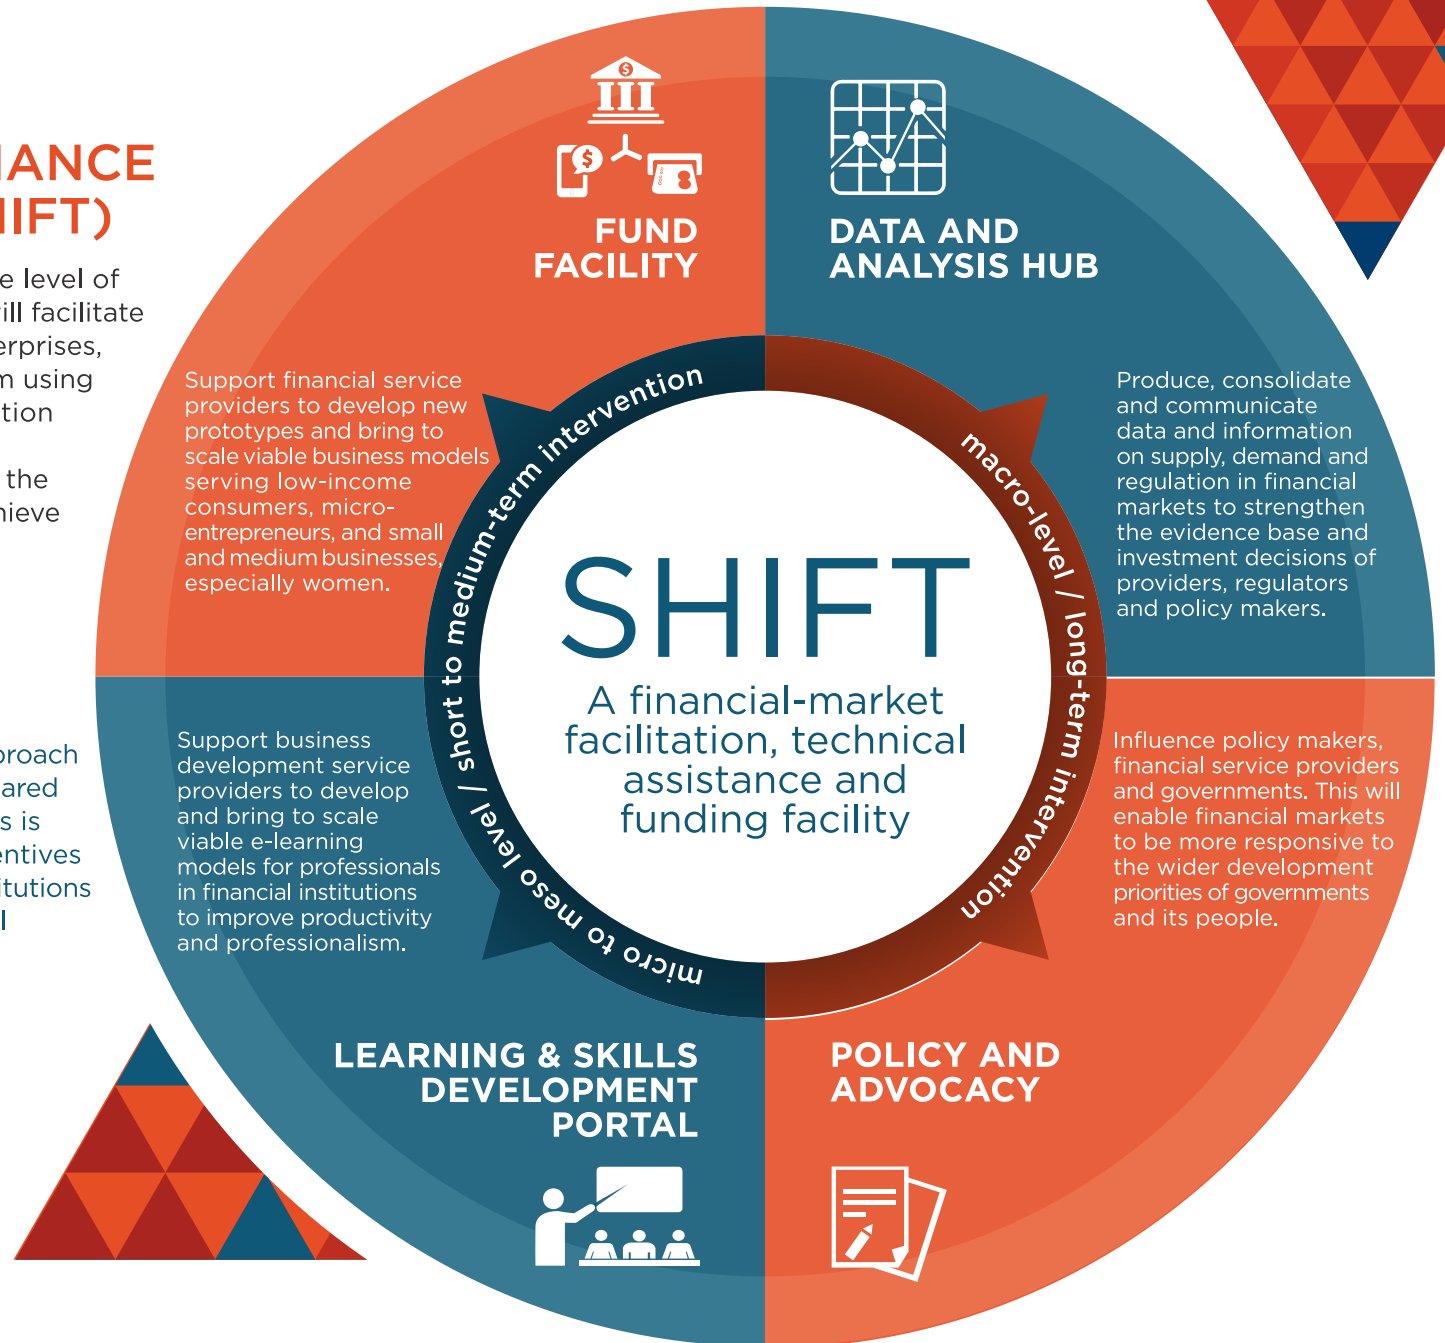 IANCE
HIFT)
e level of
ill facilitate
erprises,
n using
tion
the
nieve
proach
ared
s is
entives
itutions
l
FUND
FACILITY
Support financial service
providers to develop new
prototypes and bring to
scale viable business models
serving low-income
consumers, micro-
entrepreneurs, and small
and medium businesses,
especially women.
DATA AND
ANALYSIS HUB
Produce, consolidate
and communicate
data and information
on supply, demand and
regulation in financial
markets to strengthen
the evidence base and
investment decisions of
providers, regulators
and policy makers.
micro to meso level / short to medium-term intervention
macro-level / long-term intervention
SHIFT
A financial-market
facilitation, technical
assistance and
funding facility
Support business
development service
providers to develop
and bring to scale
viable e-learning
models for professionals
in financial institutions
to improve productivity
and professionalism.
LEARNING & SKILLS
DEVELOPMENT
PORTAL
Influence policy makers,
financial service providers
and governments. This will
enable financial markets
to be more responsive to
the wider development
priorities of governments
and its people.
POLICY AND
ADVOCACY